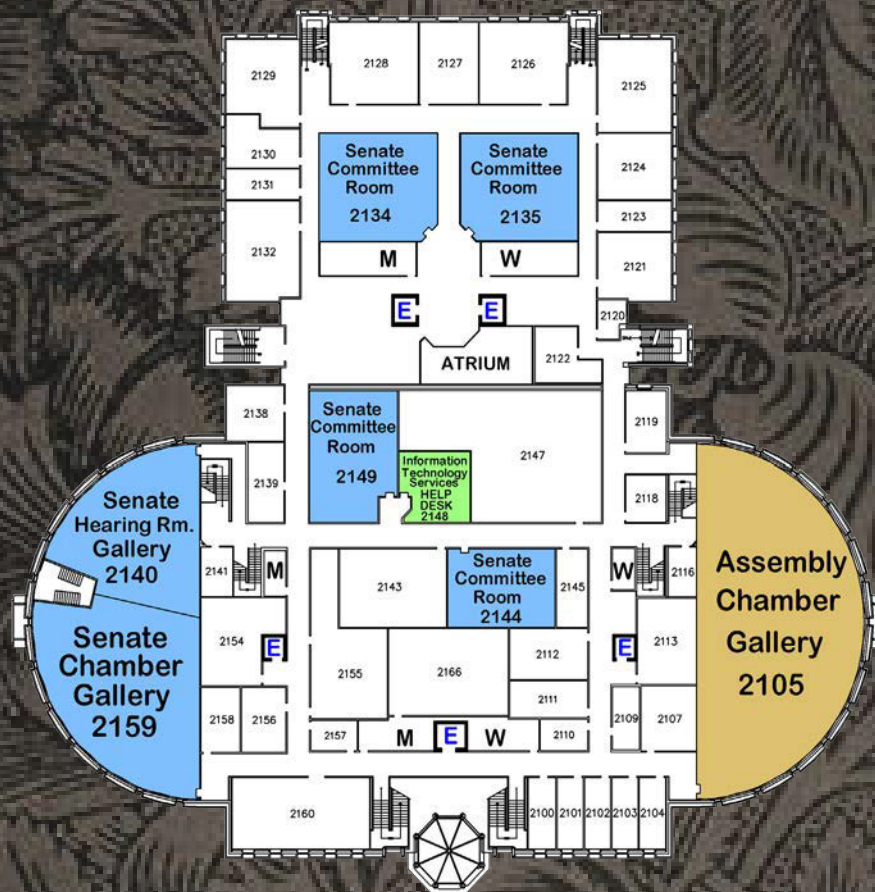 2128
2127
2126
2129
2125
Senate
Committee
Room
2134
Senate
Committee
Room
2135
2130
2124
2131
2123
2132
2121
M
W
E
E
2120
ATRIUM
2122
2138
Senate
Committee
Room
2149
2147
2119
2139
Information
Technology
Services
HELP
DESK
2148
2118
Senate
Hearing Rm.
Gallery
2140
2141
M
2143
Senate
Committee
Room
2144
2145
W
2116
Assembly
Chamber
Gallery
2105
Senate
Chamber
Gallery
2159
2154
E
2155
2166
2112
E
2113
2158
2156
2111
2109
2107
2157
M
E
W
2110
2160
2100
2101
2102
2103
2104